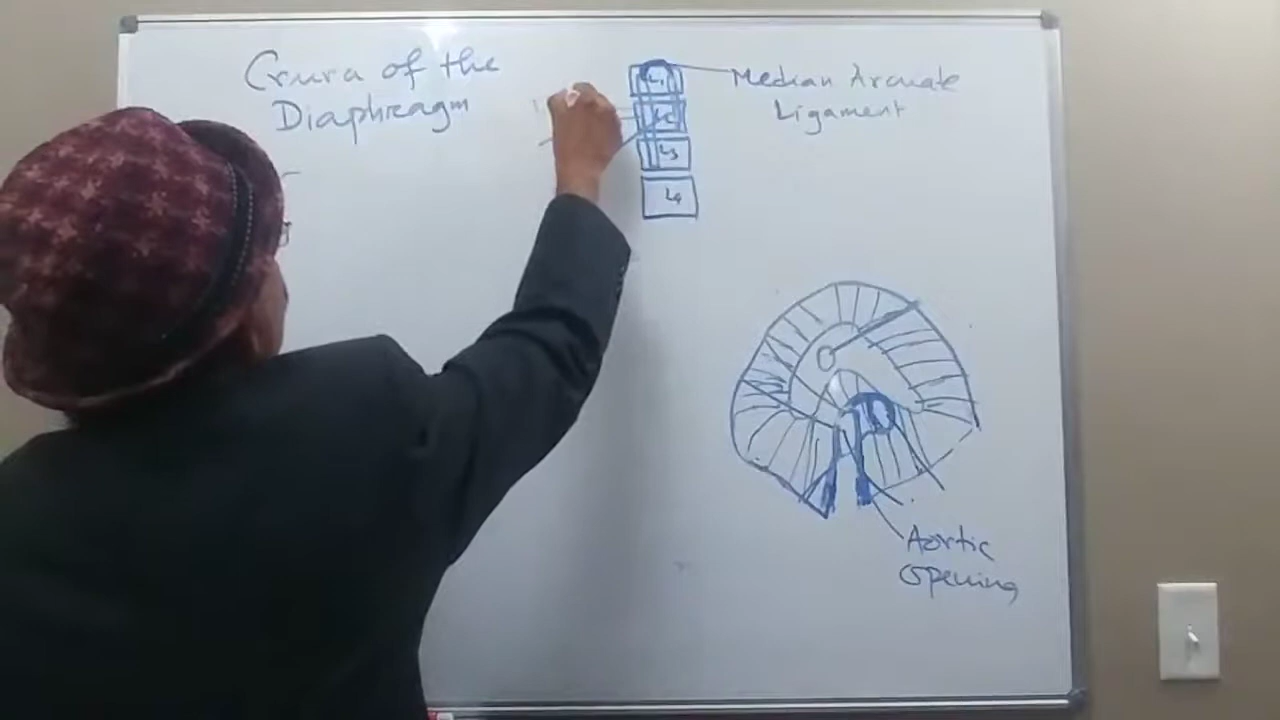 Crura of the
Diaphragm
L1
L2
L3
L4
Median Arcuate
Ligament
Aortic
Opening